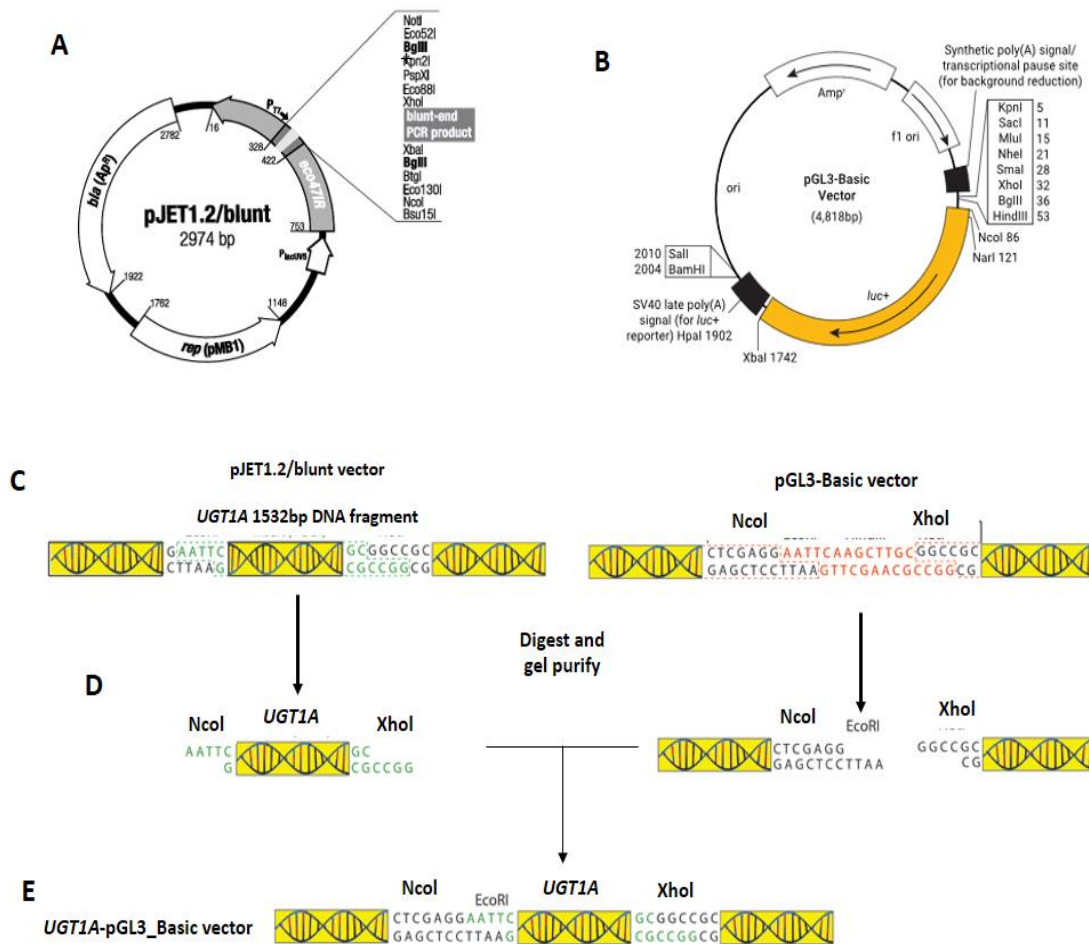 A
NotI
Eco52I
BglII
Kpn2I
PspXI
Eco88I
XhoI
blunt-end
PCR product
XbaI
BglII
BtgI
Eco130I
NcoI
Bsu15I
PT7
2782
16
328
422
eco47IR
753
PlacUV5
bla (ApR)
pJET1.2/blunt
2974 bp
1922
1762
1148
rep (pMB1)
B
Synthetic poly(A) signal/
transcriptional pause site
(for background reduction)
Ampr
f1 ori
KpnI 5
SacI 11
MluI 15
NheI 21
SmaI 28
XhoI 32
BglII 36
HindIII 53
ori
pGL3-Basic
Vector
(4,818bp)
NcoI 86
NarI 121
2010 SalI
2004 BamHI
luc+
SV40 late poly(A)
signal (for luc+
reporter) HpaI 1902
XbaI 1742
C
pJET1.2/blunt vector
pGL3-Basic vector
UGT1A 1532bp DNA fragment
NcoI XhoI
GAATTC GCGGCCGC
CTTAAG CGCCGGCG
CTCGAGGAATTCAAGCTTGCGGCCGC
GAGCTCCTTAAGTTCGAACGCCGGCG
Digest and
gel purify
D
NcoI UGT1A XhoI
AATTC GC
G CGCCGG
NcoI EcoRI XhoI
CTCGAGG GGCCGC
GAGCTCCTTAA CG
E
NcoI EcoRI UGT1A XhoI
UGT1A-pGL3_Basic vector
CTCGAGGAATTC GCGGCCGC
GAGCTCCTTAAG CGCCGGCG